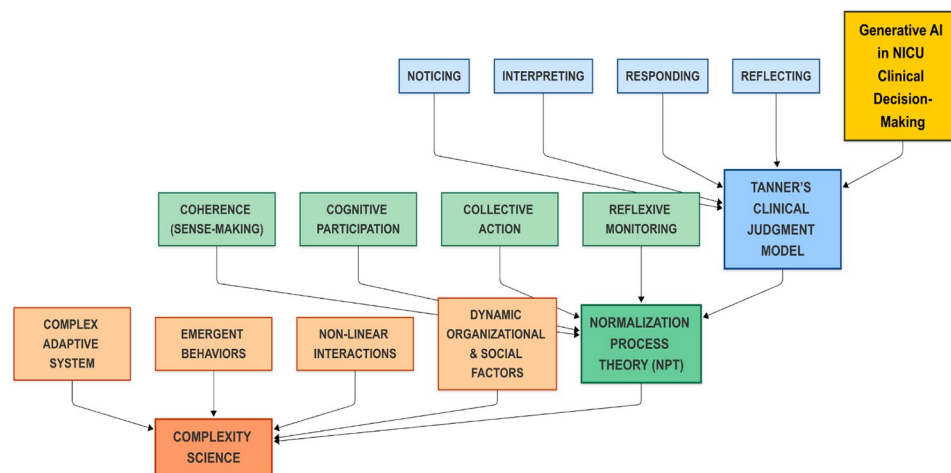 Generative AI
in NICU
Clinical
Decision-
Making
NOTICING
INTERPRETING
RESPONDING
REFLECTING
TANNER'S
CLINICAL
JUDGMENT
MODEL
COHERENCE
(SENSE-MAKING)
COGNITIVE
PARTICIPATION
COLLECTIVE
ACTION
REFLEXIVE
MONITORING
NORMALIZATION
PROCESS
THEORY (NPT)
COMPLEX
ADAPTIVE
SYSTEM
EMERGENT
BEHAVIORS
NON-LINEAR
INTERACTIONS
DYNAMIC
ORGANIZATIONAL
& SOCIAL
FACTORS
COMPLEXITY
SCIENCE